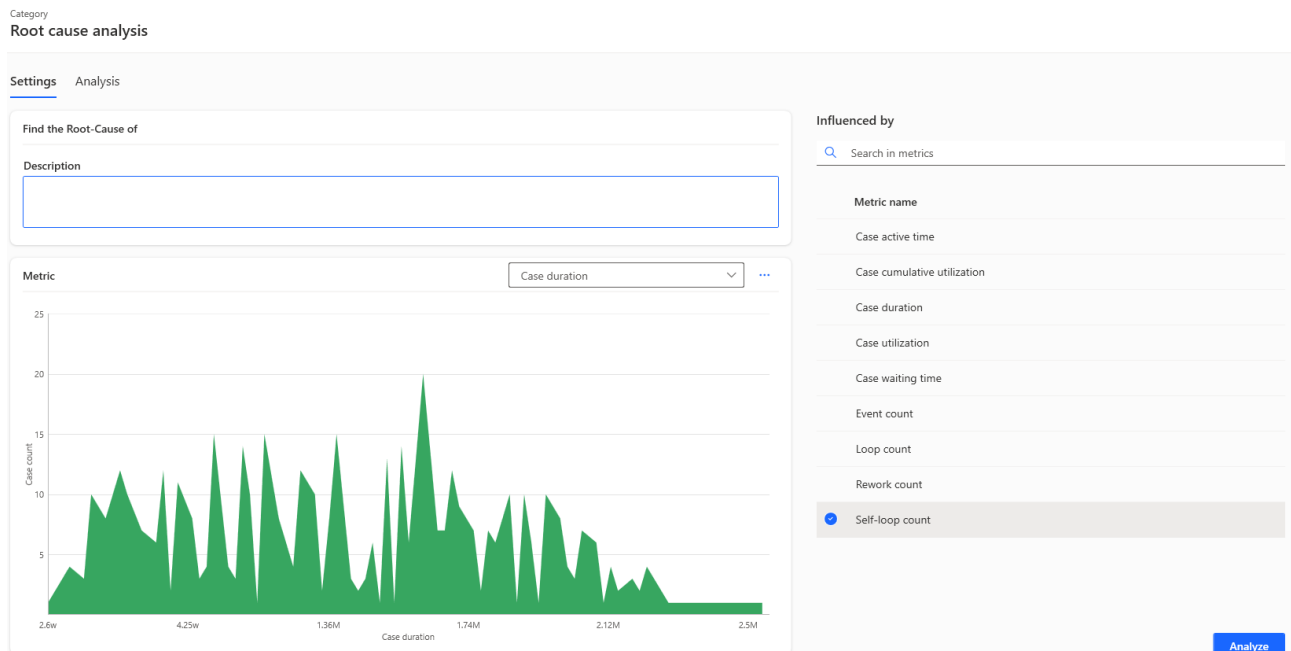 Category
Root cause analysis
Settings Analysis
Find the Root-Cause of
Description
Metric
Case duration
...
25
20
15
10
5
Case count
2.6w 4.25w 1.36M 1.74M 2.12M 2.5M
Case duration
Influenced by
Search in metrics
Metric name
Case active time
Case cumulative utilization
Case duration
Case utilization
Case waiting time
Event count
Loop count
Rework count
Self-loop count
Analyze